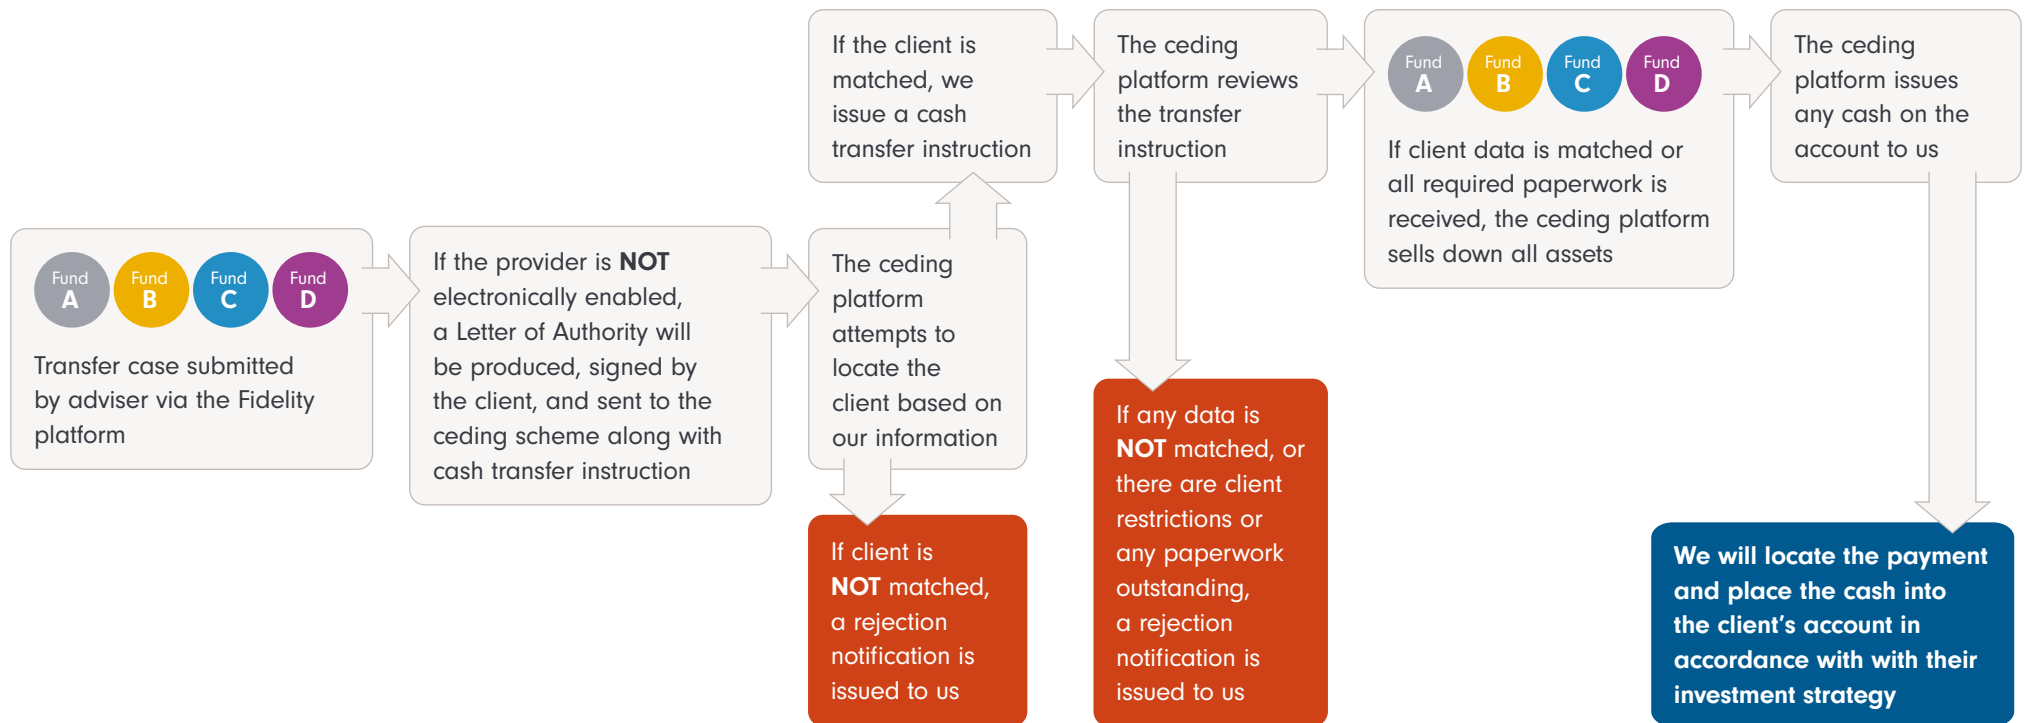 Fund
A
Fund
B
Fund
C
Fund
D
Transfer case submitted
by adviser via the Fidelity
platform
If the provider is NOT
electronically enabled,
a Letter of Authority will
be produced, signed by
the client, and sent to the
ceding scheme along with
cash transfer instruction
The ceding
platform
attempts to
locate the
client based on
our information
If client is
NOT matched,
a rejection
notification is
issued to us
If the client is
matched, we
issue a cash
transfer instruction
The ceding
platform reviews
the transfer
instruction
If any data is
NOT matched, or
there are client
restrictions or
any paperwork
outstanding,
a rejection
notification is
issued to us
Fund
A
Fund
B
Fund
C
Fund
D
If client data is matched or
all required paperwork is
received, the ceding platform
sells down all assets
The ceding
platform issues
any cash on the
account to us
We will locate the payment
and place the cash into
the client’s account in
accordance with with their
investment strategy